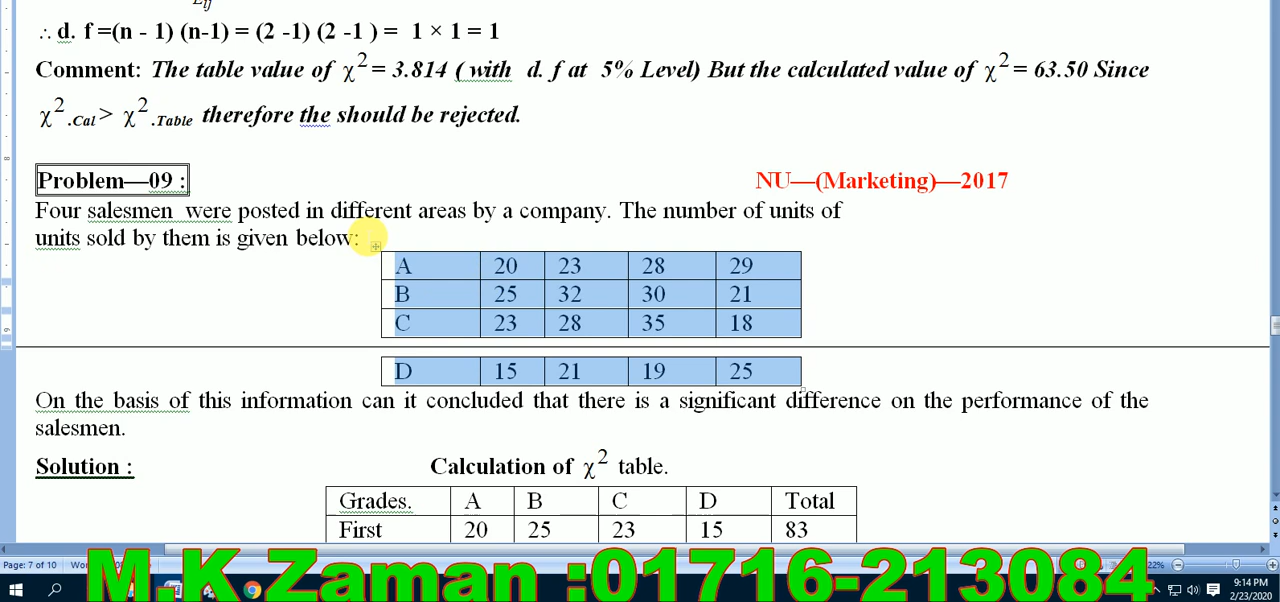 ∴ d. f =(n - 1) (n-1) = (2 -1) (2 -1 ) = 1 × 1 = 1
Comment: The table value of χ² = 3.814 ( with d. f at 5% Level) But the calculated value of χ² = 63.50 Since
χ².Cal > χ².Table therefore the should be rejected.
Problem—09 :
NU—(Marketing)—2017
Four salesmen were posted in different areas by a company. The number of units of
units sold by them is given below:
A 20 23 28 29
B 25 32 30 21
C 23 28 35 18
D 15 21 19 25
On the basis of this information can it concluded that there is a significant difference on the performance of the
salesmen.
Solution :
Calculation of χ² table.
Grades. A B C D Total
First 20 25 23 15 83
M.K Zaman :01716-213084
Page: 7 of 10
22%
9:14 PM
2/23/2020